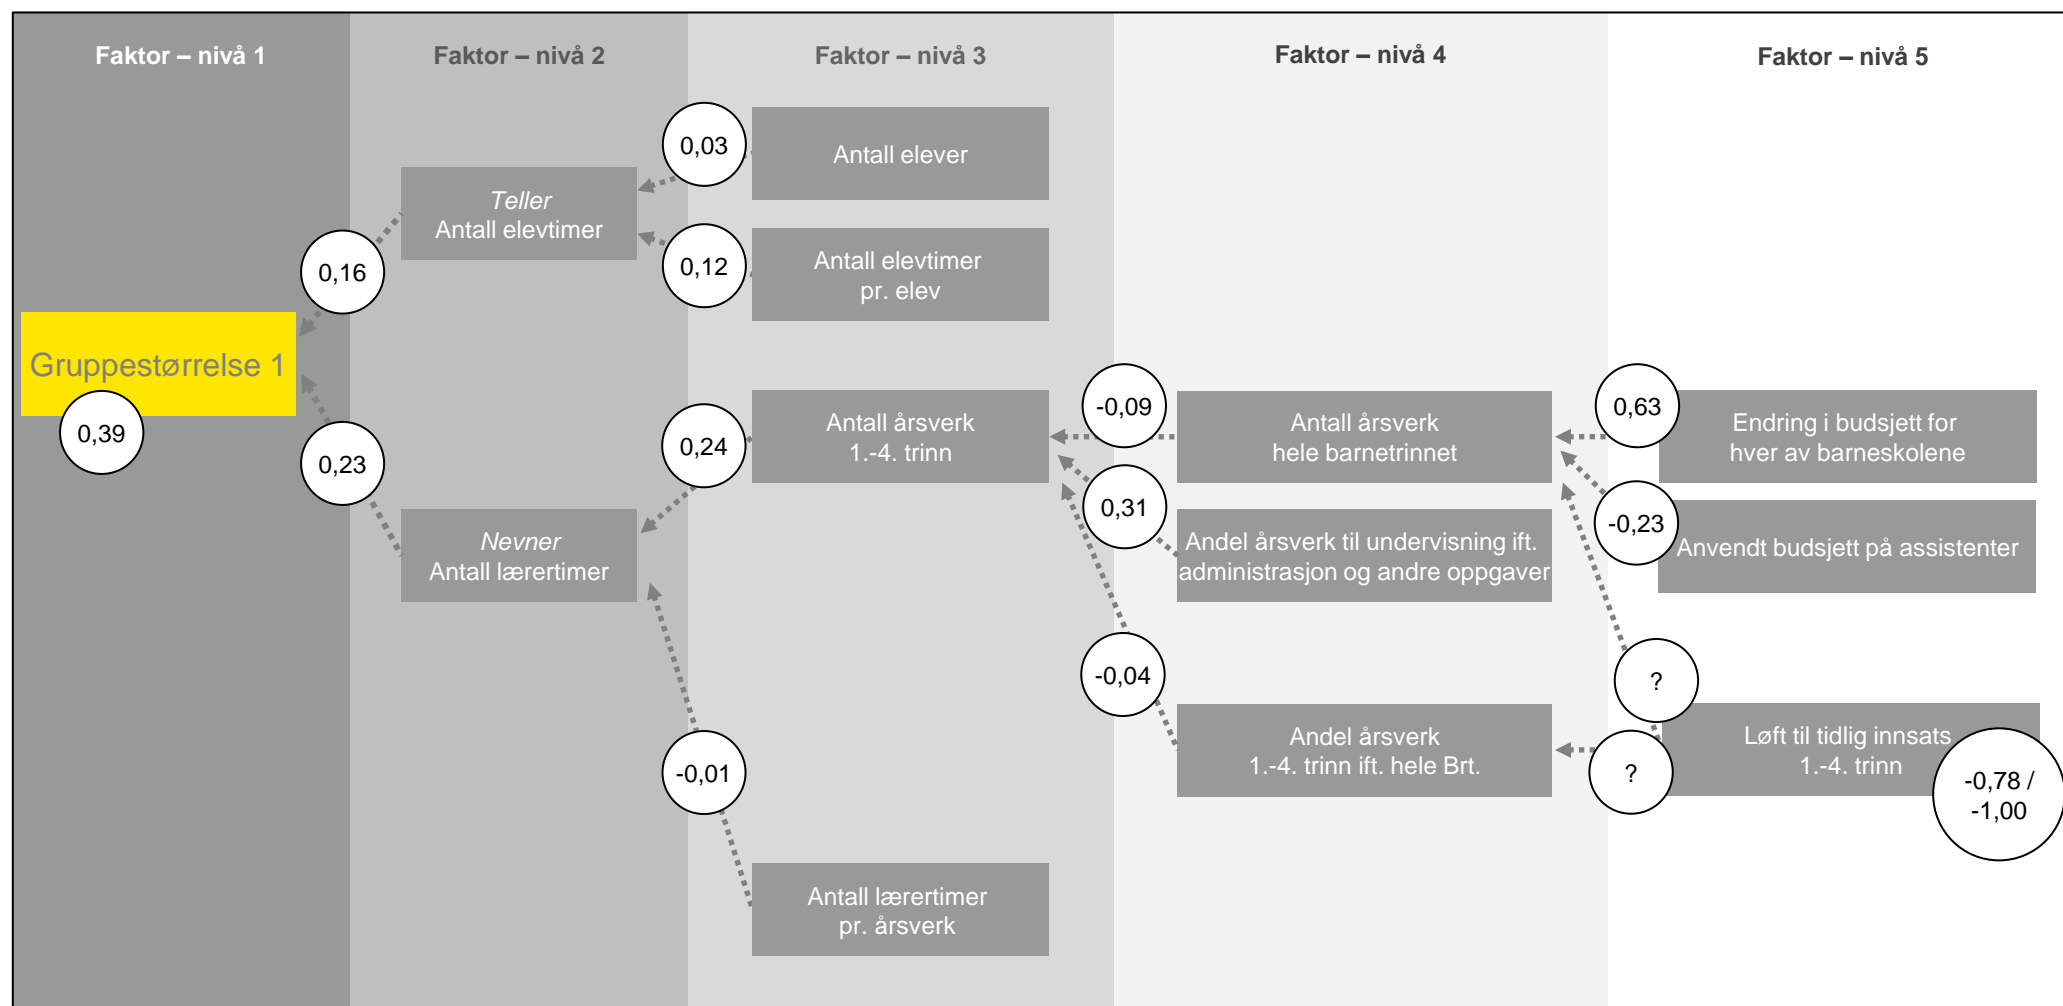 Faktor – nivå 1
Faktor – nivå 2
Faktor – nivå 3
Faktor – nivå 4
Faktor – nivå 5
Gruppestørrelse 1
0,39
0,16
0,23
Teller
Antall elevtimer
Nevner
Antall lærertimer
0,03
0,12
0,24
-0,01
Antall elever
Antall elevtimer
pr. elev
Antall årsverk
1.-4. trinn
Antall lærertimer
pr. årsverk
-0,09
0,31
-0,04
Antall årsverk
hele barnetrinnet
Andel årsverk til undervisning ift.
administrasjon og andre oppgaver
Andel årsverk
1.-4. trinn ift. hele Brt.
0,63
-0,23
?
?
Endring i budsjett for
hver av barneskolene
Anvendt budsjett på assistenter
Løft til tidlig innsats
1.-4. trinn
-0,78 /
-1,00